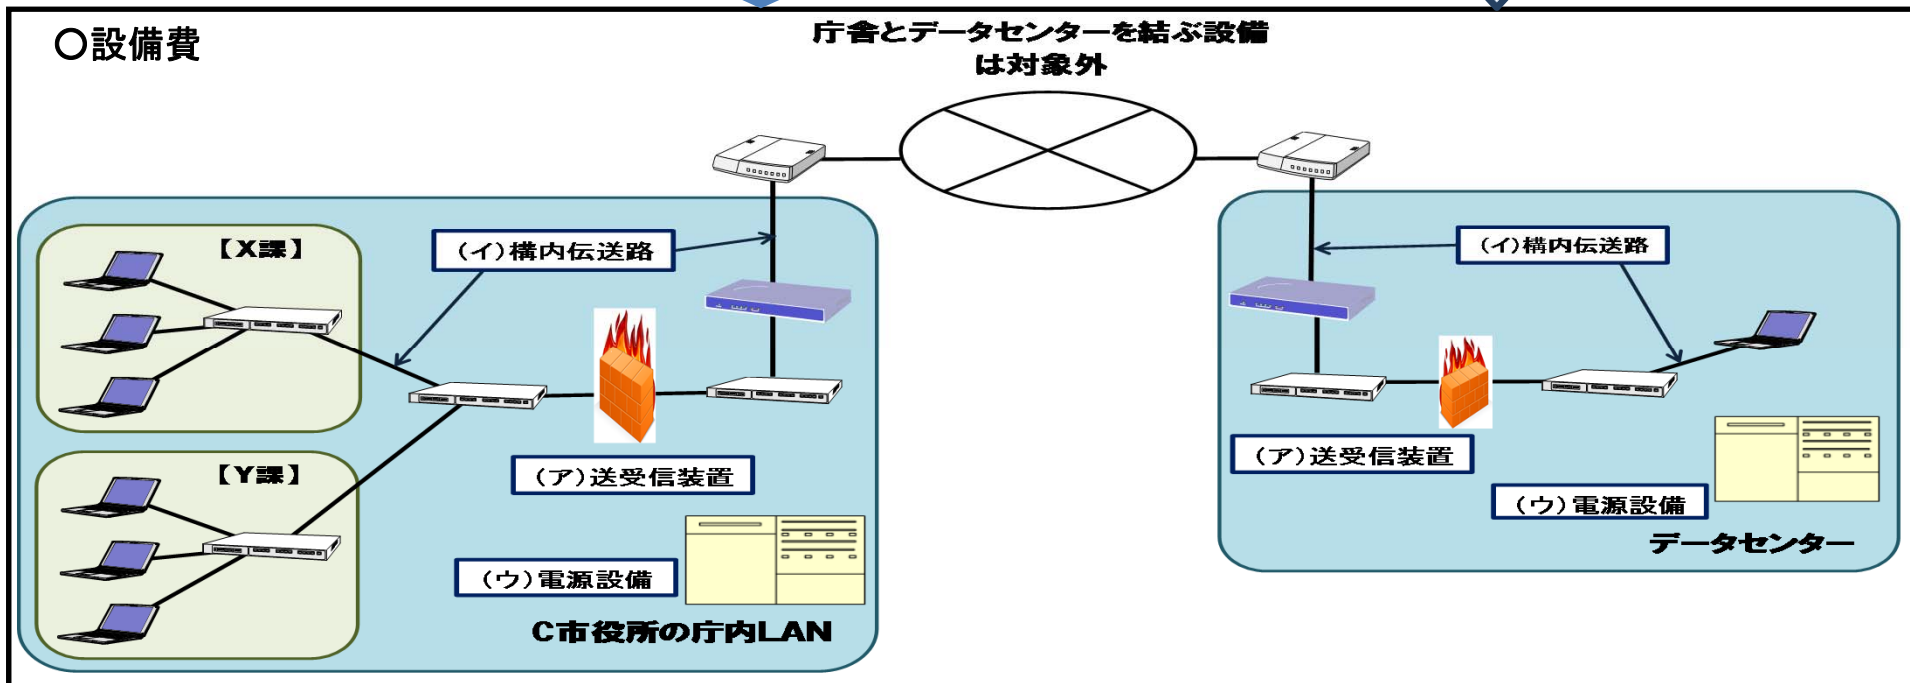 〇設備費
庁舎とデータセンターを結ぶ設備
は対象外
【X課】
(イ)構内伝送路
(イ)構内伝送路
(ア)送受信装置
(ア)送受信装置
【Y課】
(ウ)電源設備
(ウ)電源設備
データセンター
C市役所の庁内LAN